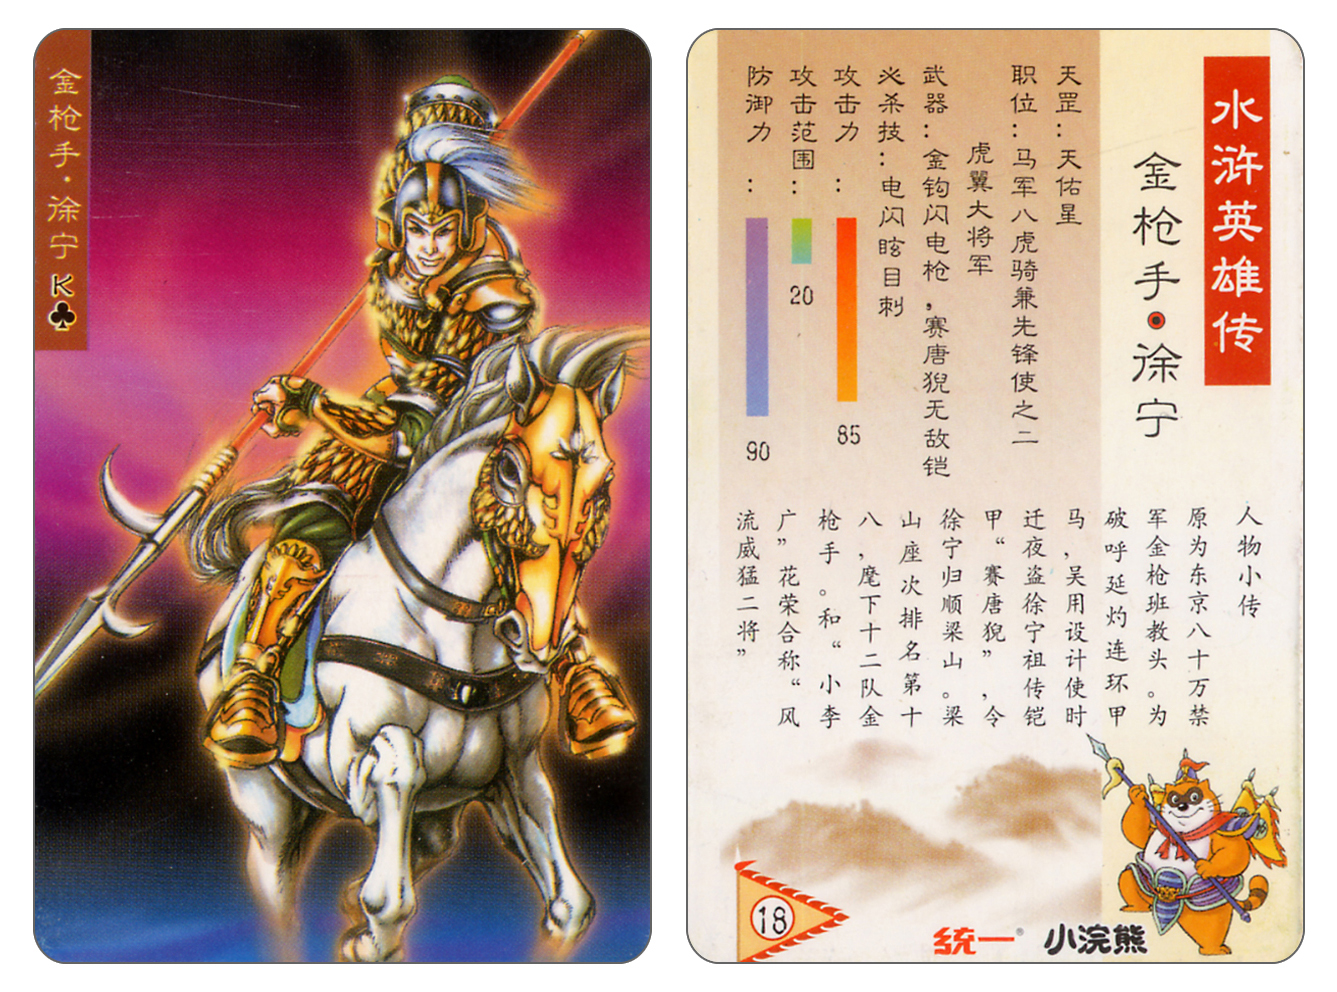 金枪手·徐宁
K
水浒英雄传
金枪手·徐宁
天罡：天佑星
职位：马军八虎骑兼先锋使之二
虎翼大将军
武器：金钩闪电枪，赛唐猊无敌铠
必杀技：电闪眩目刺
攻击力：
85
攻击范围：
20
防御力：
90
人物小传
原为东京八十万禁
军金枪班教头。为
破呼延灼连环甲
马，吴用设计使时
迁夜盗徐宁祖传铠
甲“赛唐猊”，令
徐宁归顺梁山。梁
山座次排名第十
八，麾下十二队金
枪手。和“小李
广”花荣合称“风
流威猛二将”
18
统一® 小浣熊